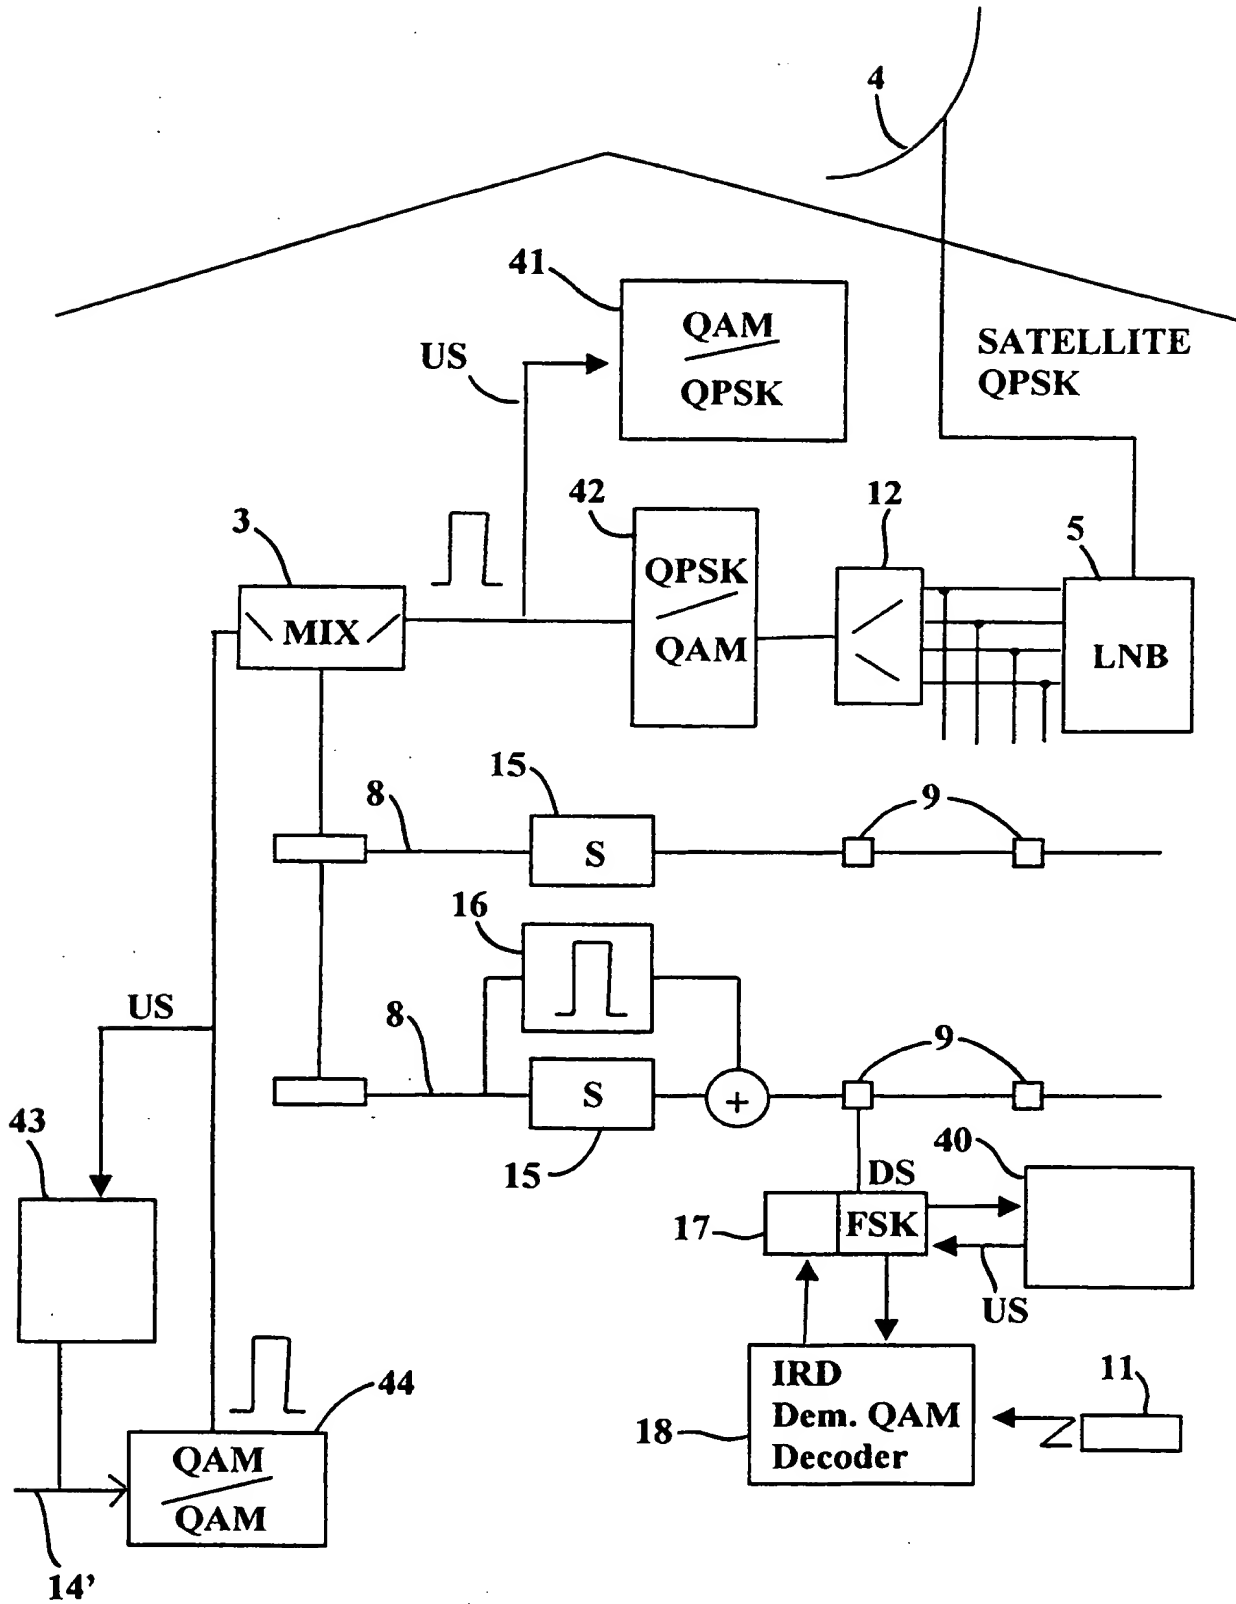 4
41
QAM
QPSK
US
SATELLITE
QPSK
42
12
3
5
QPSK
QAM
MIX
LNB
15
8
9
S
16
US
8
9
S
+
43
40
15
DS
17
FSK
US
44
IRD
Dem. QAM
Decoder
11
18
QAM
QAM
14'